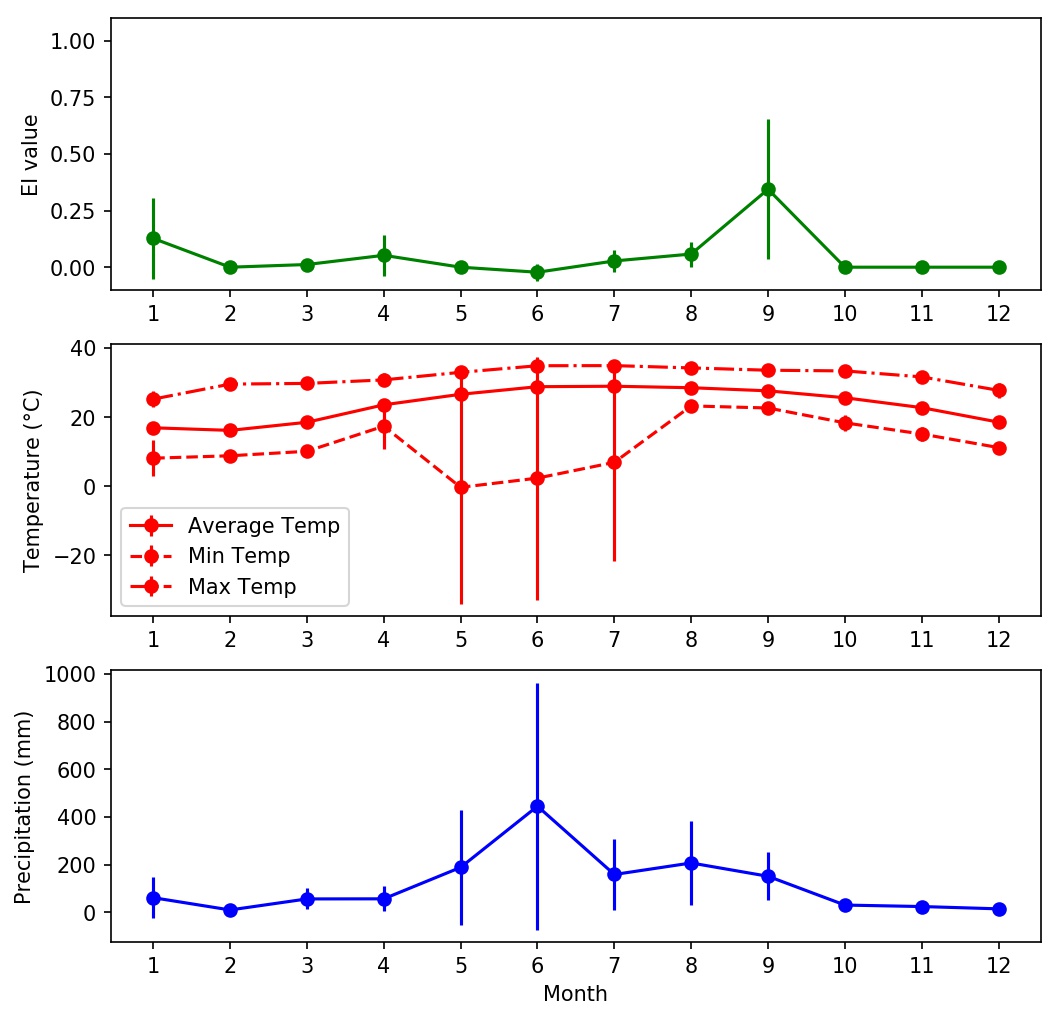 EI value
1.00
0.75
0.50
0.25
0.00
1 2 3 4 5 6 7 8 9 10 11 12
Temperature (°C)
40
20
0
−20
Average Temp
Min Temp
Max Temp
1 2 3 4 5 6 7 8 9 10 11 12
Precipitation (mm)
1000
800
600
400
200
0
1 2 3 4 5 6 7 8 9 10 11 12
Month